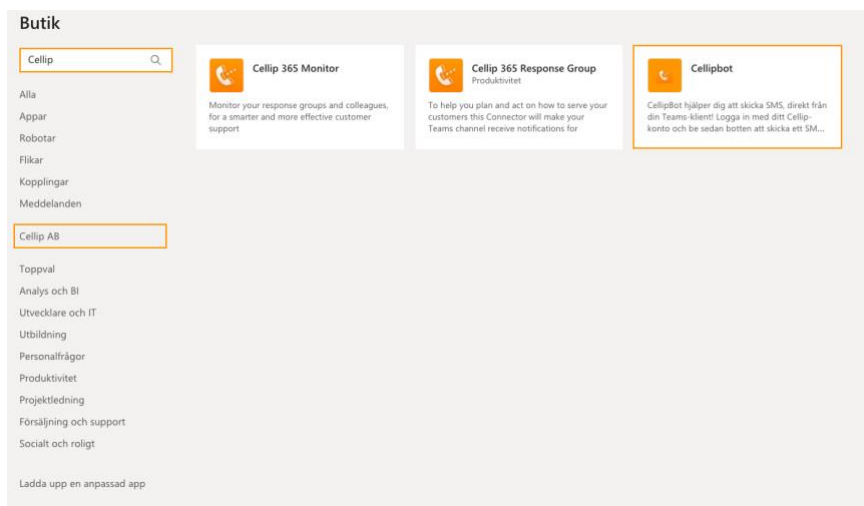 Butik
Cellip
Alla
Appar
Robotar
Flikar
Kopplingar
Meddelanden
Cellip AB
Toppval
Analys och BI
Utvecklare och IT
Utbildning
Personalfrågor
Produktivitet
Projektledning
Försäljning och support
Socialt och roligt
Ladda upp en anpassad app
Cellip 365 Monitor
Monitor your response groups and colleagues,
for a smarter and more effective customer
support
Cellip 365 Response Group
Produktivitet
To help you plan and act on how to serve your
customers this Connector will make your
Teams channel receive notifications for
Cellipbot
CellipBot hjälper dig att skicka SMS, direkt från
din Teams-klient! Logga in med ditt Cellip-
konto och be sedan botten att skicka ett SM...